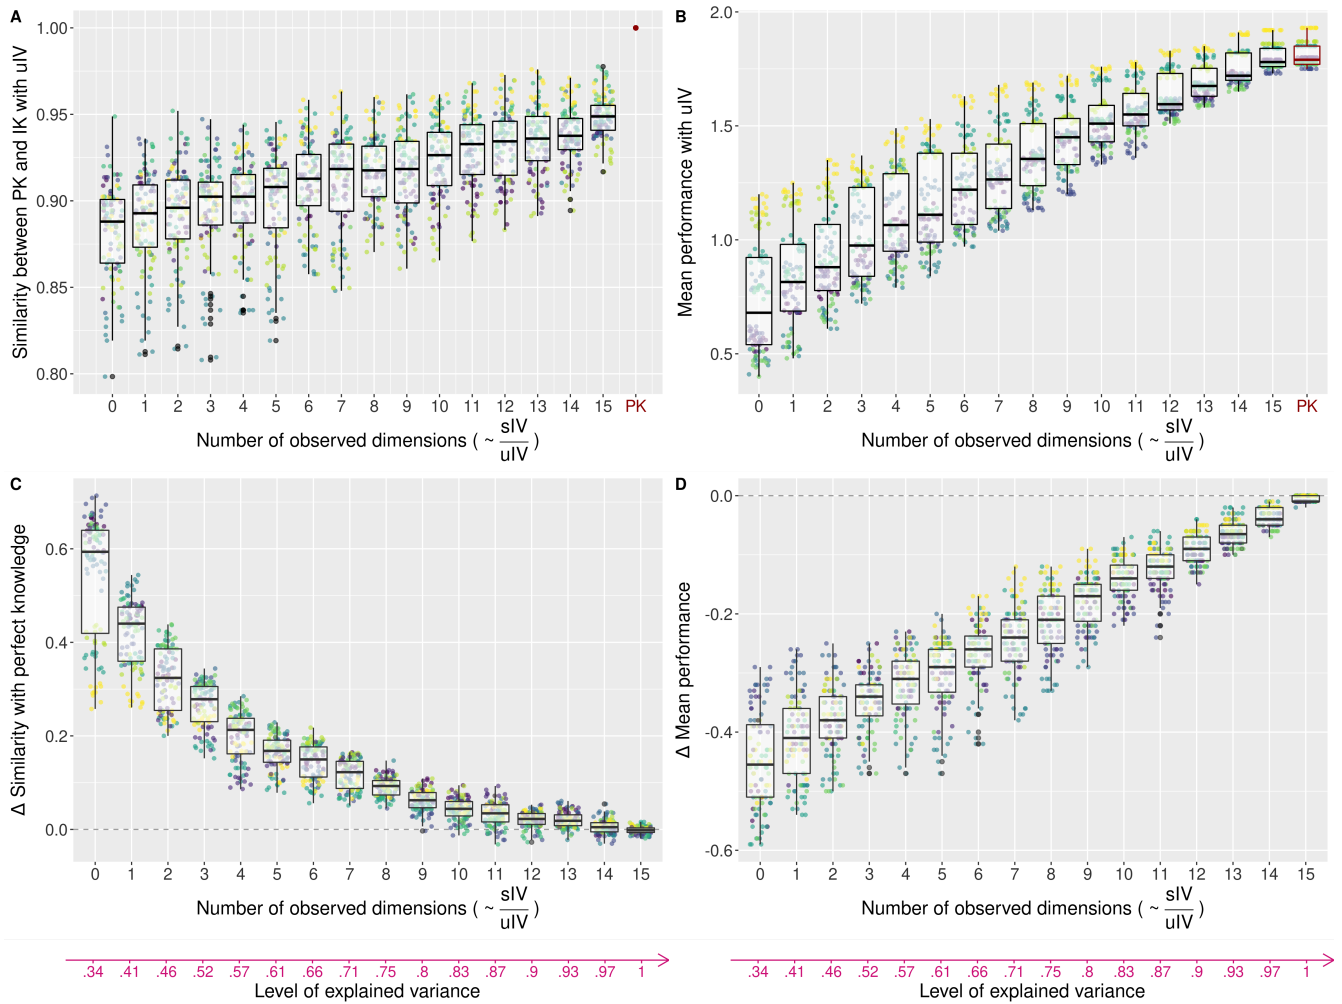 A
Similarity between PK and IK with uIV
1.00
0.95
0.90
0.85
0.80
0 1 2 3 4 5 6 7 8 9 10 11 12 13 14 15 PK
Number of observed dimensions ( ~ sIV
uIV )
B
Mean performance with uIV
2.0
1.5
1.0
0.5
0 1 2 3 4 5 6 7 8 9 10 11 12 13 14 15 PK
Number of observed dimensions ( ~ sIV
uIV )
C
Δ Similarity with perfect knowledge
0.6
0.4
0.2
0.0
0 1 2 3 4 5 6 7 8 9 10 11 12 13 14 15
Number of observed dimensions ( ~ sIV
uIV )
D
Δ Mean performance
0.0
-0.2
-0.4
-0.6
0 1 2 3 4 5 6 7 8 9 10 11 12 13 14 15
Number of observed dimensions ( ~ sIV
uIV )
.34 .41 .46 .52 .57 .61 .66 .71 .75 .8 .83 .87 .9 .93 .97 1
Level of explained variance
.34 .41 .46 .52 .57 .61 .66 .71 .75 .8 .83 .87 .9 .93 .97 1
Level of explained variance